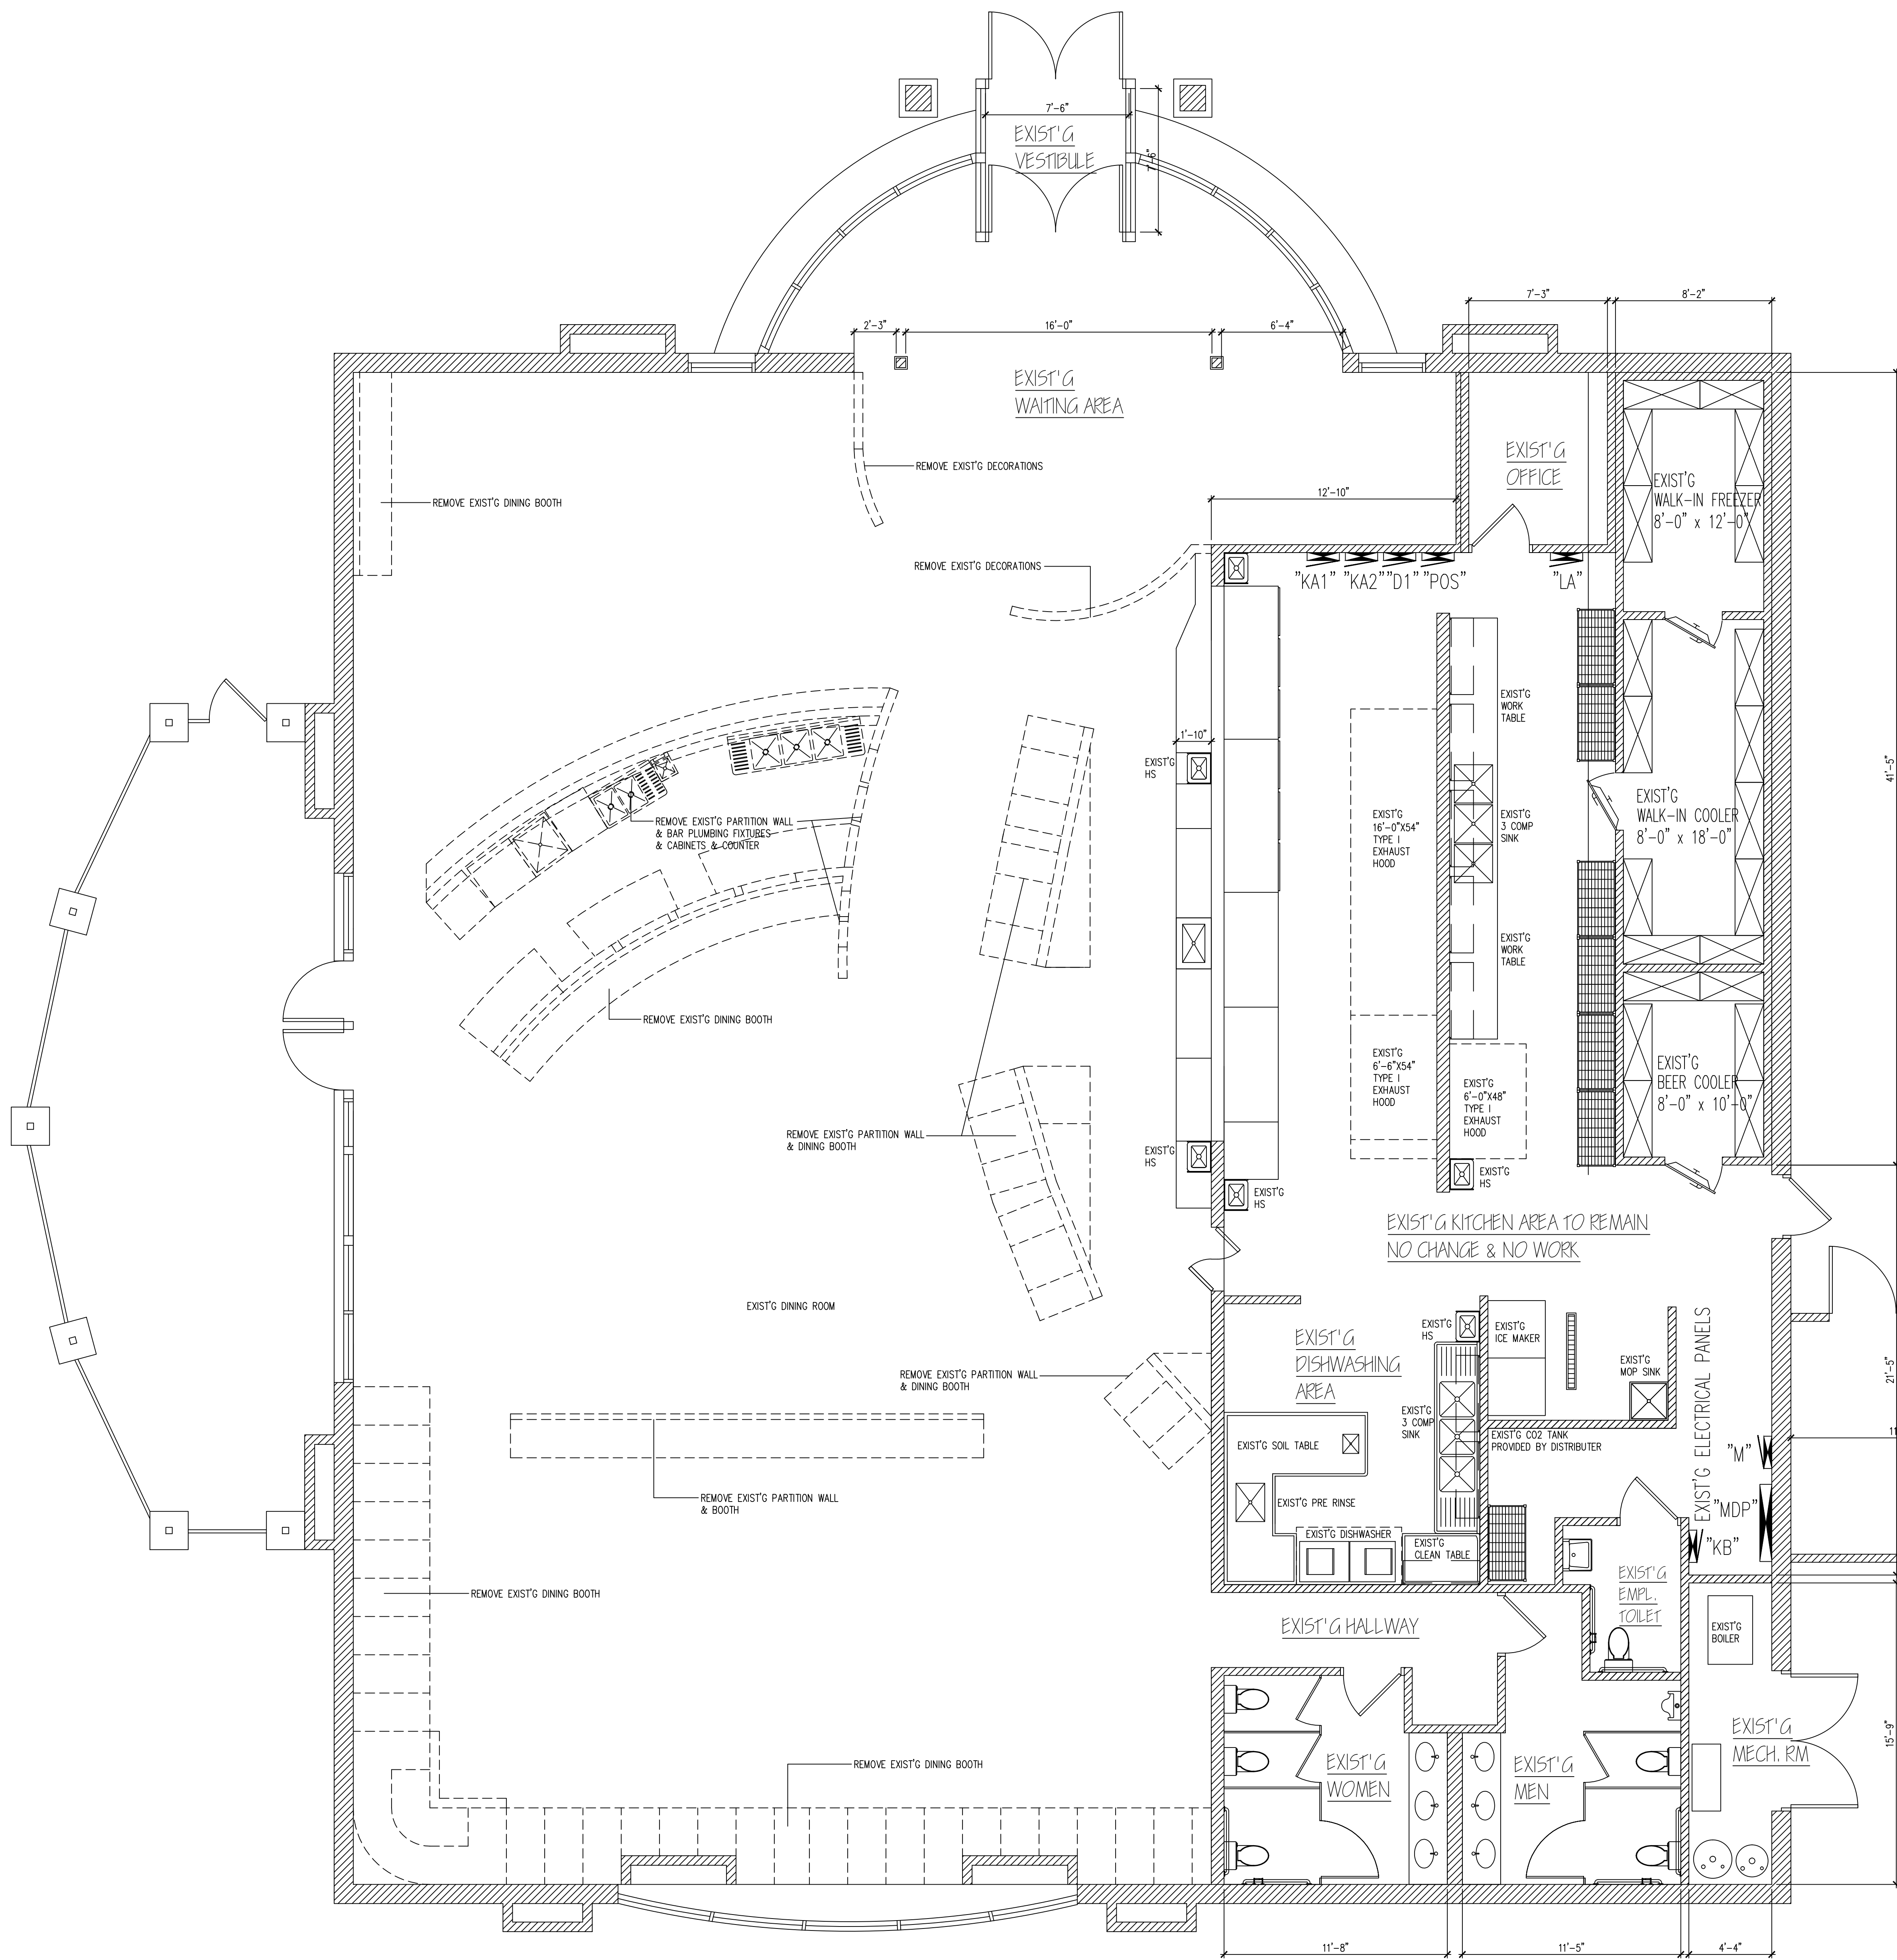 7'-6"
EXIST'G
VESTIBULE
7'-6"
7'-3"
8'-2"
2'-3"
16'-0"
6'-4"
EXIST'G
WAITING AREA
REMOVE EXIST'G DECORATIONS
REMOVE EXIST'G DINING BOOTH
12'-10"
EXIST'G
OFFICE
EXIST'G
WALK-IN FREEZER
8'-0" x 12'-0"
REMOVE EXIST'G DECORATIONS
"KA1" "KA2" "D1" "POS"
"LA"
1'-10"
EXIST'G
HS
EXIST'G
WORK
TABLE
41'-5"
EXIST'G
WALK-IN COOLER
8'-0" x 18'-0"
REMOVE EXIST'G PARTITION WALL
& BAR PLUMBING FIXTURES
& CABINETS & COUNTER
EXIST'G
16'-0"X54"
TYPE I
EXHAUST
HOOD
EXIST'G
3 COMP
SINK
EXIST'G
WORK
TABLE
REMOVE EXIST'G DINING BOOTH
EXIST'G
6'-6"X54"
TYPE I
EXHAUST
HOOD
EXIST'G
6'-0"X48"
TYPE I
EXHAUST
HOOD
EXIST'G
BEER COOLER
8'-0" x 10'-0"
REMOVE EXIST'G PARTITION WALL
& DINING BOOTH
EXIST'G
HS
EXIST'G
HS
EXIST'G
HS
EXIST'G KITCHEN AREA TO REMAIN
NO CHANGE & NO WORK
EXIST'G DINING ROOM
EXIST'G
DISHWASHING
AREA
EXIST'G
HS
EXIST'G
ICE MAKER
EXIST'G
MOP SINK
EXIST'G ELECTRICAL PANELS
21'-5"
REMOVE EXIST'G PARTITION WALL
& DINING BOOTH
EXIST'G
3 COMP
SINK
EXIST'G SOIL TABLE
EXIST'G CO2 TANK
PROVIDED BY DISTRIBUTER
11
"M"
REMOVE EXIST'G PARTITION WALL
& BOOTH
EXIST'G PRE RINSE
"MDP"
EXIST'G DISHWASHER
EXIST'G
CLEAN TABLE
"KB"
REMOVE EXIST'G DINING BOOTH
EXIST'G
EMPL.
TOILET
EXIST'G HALLWAY
EXIST'G
BOILER
EXIST'G
MECH. RM
15'-9"
REMOVE EXIST'G DINING BOOTH
EXIST'G
WOMEN
EXIST'G
MEN
11'-8"
11'-5"
4'-4"